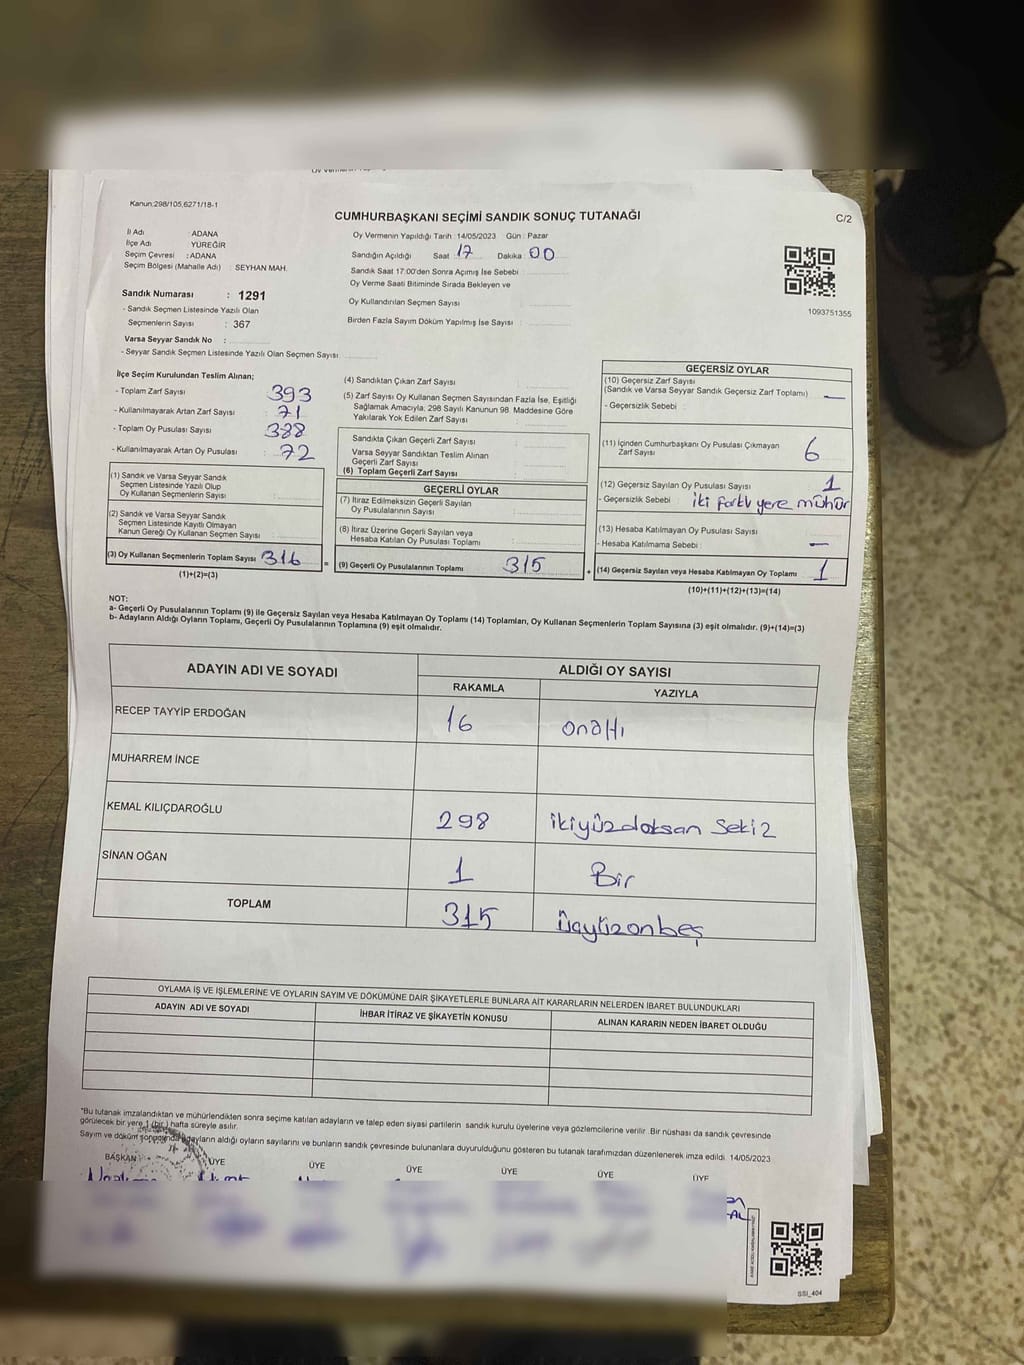 Kanun:298/105,6271/18-1
CUMHURBAŞKANI SEÇİMİ SANDIK SONUÇ TUTANAĞI
C/2
İl Adı : ADANA
İlçe Adı : YÜREĞİR
Seçim Çevresi : ADANA
Seçim Bölgesi (Mahalle Adı) : SEYHAN MAH.
Sandık Numarası : 1291
- Sandık Seçmen Listesinde Yazılı Olan
Seçmenlerin Sayısı : 367
Varsa Seyyar Sandık No :
- Seyyar Sandık Seçmen Listesinde Yazılı Olan Seçmen Sayısı
Oy Vermenin Yapıldığı Tarih : 14/05/2023 Gün : Pazar
Sandığın Açıldığı Saat 17 Dakika 00
Sandık Saat 17:00'den Sonra Açımış İse Sebebi :
Oy Verme Saati Bitiminde Sırada Bekleyen ve
Oy Kullandırılan Seçmen Sayısı
Birden Fazla Sayım Döküm Yapılmış İse Sayısı :
1093751355
İlçe Seçim Kurulundan Teslim Alınan;
- Toplam Zarf Sayısı : 393
- Kullanılmayarak Artan Zarf Sayısı : 71
- Toplam Oy Pusulası Sayısı : 388
- Kullanılmayarak Artan Oy Pusulası : 72
(1) Sandık ve Varsa Seyyar Sandık
Seçmen Listesinde Yazılı Olup
Oy Kullanan Seçmenlerin Sayısı :
(2) Sandık ve Varsa Seyyar Sandık
Seçmen Listesinde Kayıtlı Olmayan
Kanun Gereği Oy Kullanan Seçmen Sayısı :
(3) Oy Kullanan Seçmenlerin Toplam Sayısı 316
(1)+(2)=(3)
=
(4) Sandıktan Çıkan Zarf Sayısı :
(5) Zarf Sayısı Oy Kullanan Seçmen Sayısından Fazla İse, Eşitliği
Sağlamak Amacıyla; 298 Sayılı Kanunun 98. Maddesine Göre
Yakılarak Yok Edilen Zarf Sayısı :
Sandıkta Çıkan Geçerli Zarf Sayısı :
Varsa Seyyar Sandıktan Teslim Alınan
Geçerli Zarf Sayısı :
(6) Toplam Geçerli Zarf Sayısı
GEÇERLİ OYLAR
(7) İtiraz Edilmeksizin Geçerli Sayılan
Oy Pusulalarının Sayısı :
(8) İtiraz Üzerine Geçerli Sayılan veya
Hesaba Katılan Oy Pusulası Toplamı :
(9) Geçerli Oy Pusulalarının Toplamı 315
+
GEÇERSİZ OYLAR
(10) Geçersiz Zarf Sayısı
(Sandık ve Varsa Seyyar Sandık Geçersiz Zarf Toplamı) : —
- Geçersizlik Sebebi :
(11) İçinden Cumhurbaşkanı Oy Pusulası Çıkmayan
Zarf Sayısı : 6
(12) Geçersiz Sayılan Oy Pusulası Sayısı : 1
- Geçersizlik Sebebi : iki farklı yere mühür
(13) Hesaba Katılmayan Oy Pusulası Sayısı :
- Hesaba Katılmama Sebebi : —
(14) Geçersiz Sayılan veya Hesaba Katılmayan Oy Toplamı 1
(10)+(11)+(12)+(13)=(14)
NOT:
a- Geçerli Oy Pusulalarının Toplamı (9) ile Geçersiz Sayılan veya Hesaba Katılmayan Oy Toplamı (14) Toplamları, Oy Kullanan Seçmenlerin Toplam Sayısına (3) eşit olmalıdır. (9)+(14)=(3)
b- Adayların Aldığı Oyların Toplamı, Geçerli Oy Pusulalarının Toplamına (9) eşit olmalıdır.
ADAYIN ADI VE SOYADI
ALDIĞI OY SAYISI
RAKAMLA YAZIYLA
RECEP TAYYİP ERDOĞAN 16 onaltı
MUHARREM İNCE
KEMAL KILIÇDAROĞLU 298 ikiyüzdoksan sekiz
SİNAN OĞAN 1 Bir
TOPLAM 315 üçyüzonbeş
OYLAMA İŞ VE İŞLEMLERİNE VE OYLARIN SAYIM VE DÖKÜMÜNE DAİR ŞİKAYETLERLE BUNLARA AİT KARARLARIN NELERDEN İBARET BULUNDUKLARI
ADAYIN ADI VE SOYADI İHBAR İTİRAZ VE ŞİKAYETİN KONUSU ALINAN KARARIN NEDEN İBARET OLDUĞU
"Bu tutanak imzalandıktan ve mühürlendikten sonra seçime katılan adayların ve talep eden siyasi partilerin sandık kurulu üyelerine veya gözlemcilerine verilir. Bir nüshası da sandık çevresinde
görülecek bir yere 1 (bir) hafta süreyle asılır.
Sayım ve döküm sonucunda adayların aldığı oyların sayılarını ve bunların sandık çevresinde bulunanlara duyurulduğunu gösteren bu tutanak tarafımızdan düzenlenerek imza edildi. 14/05/2023
BAŞKAN ÜYE ÜYE ÜYE ÜYE ÜYE ÜYE
SSI_404